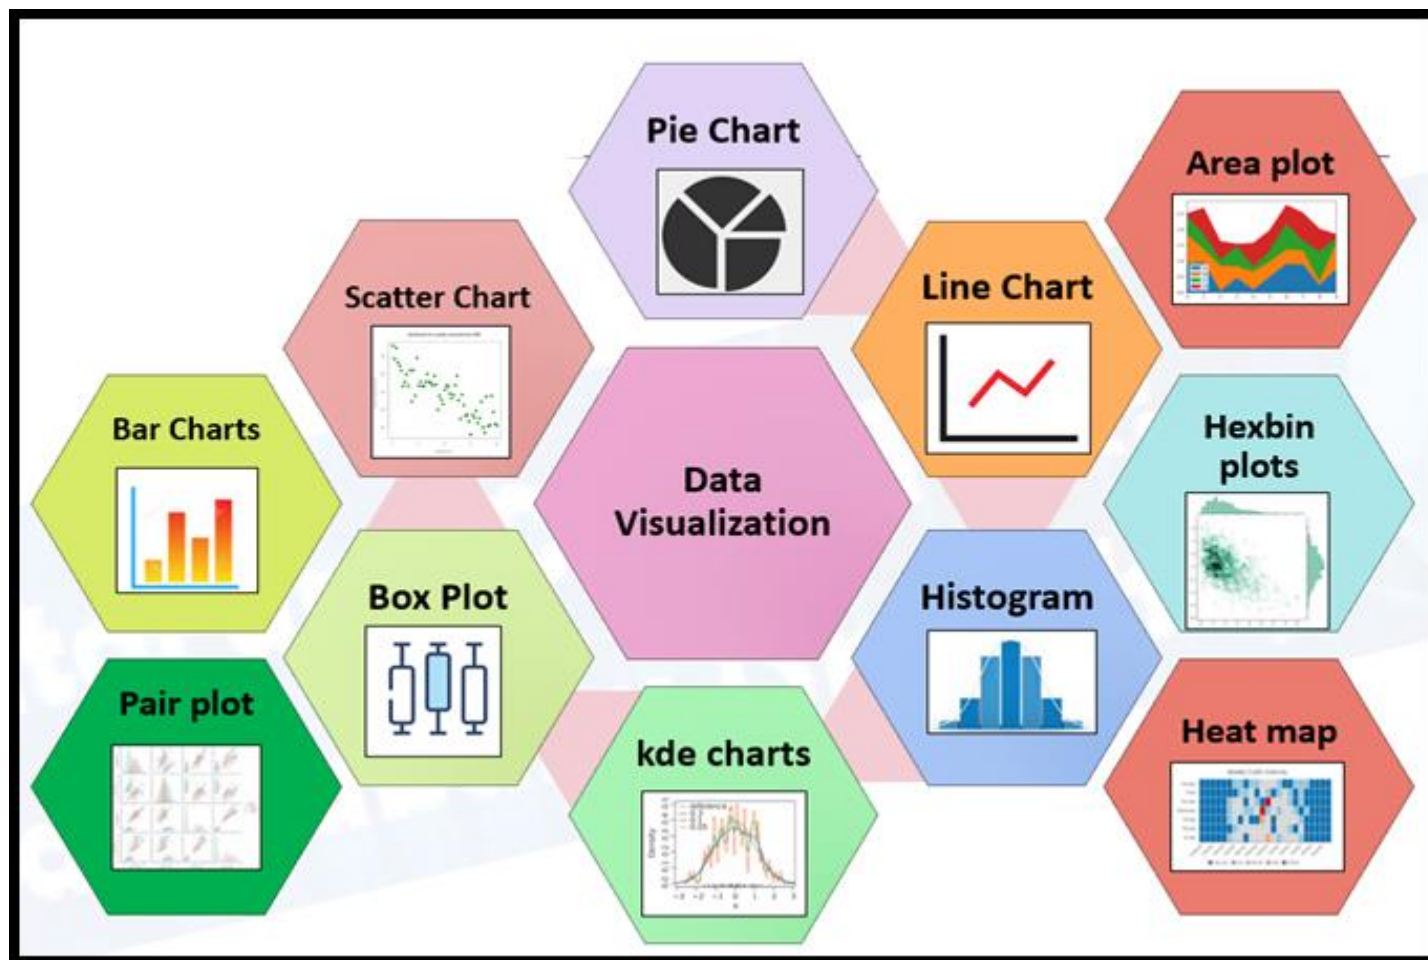 Pie Chart
Area plot
Scatter Chart
Line Chart
Bar Charts
Hexbin
plots
Data
Visualization
Box Plot
Histogram
Pair plot
kde charts
Heat map
Density